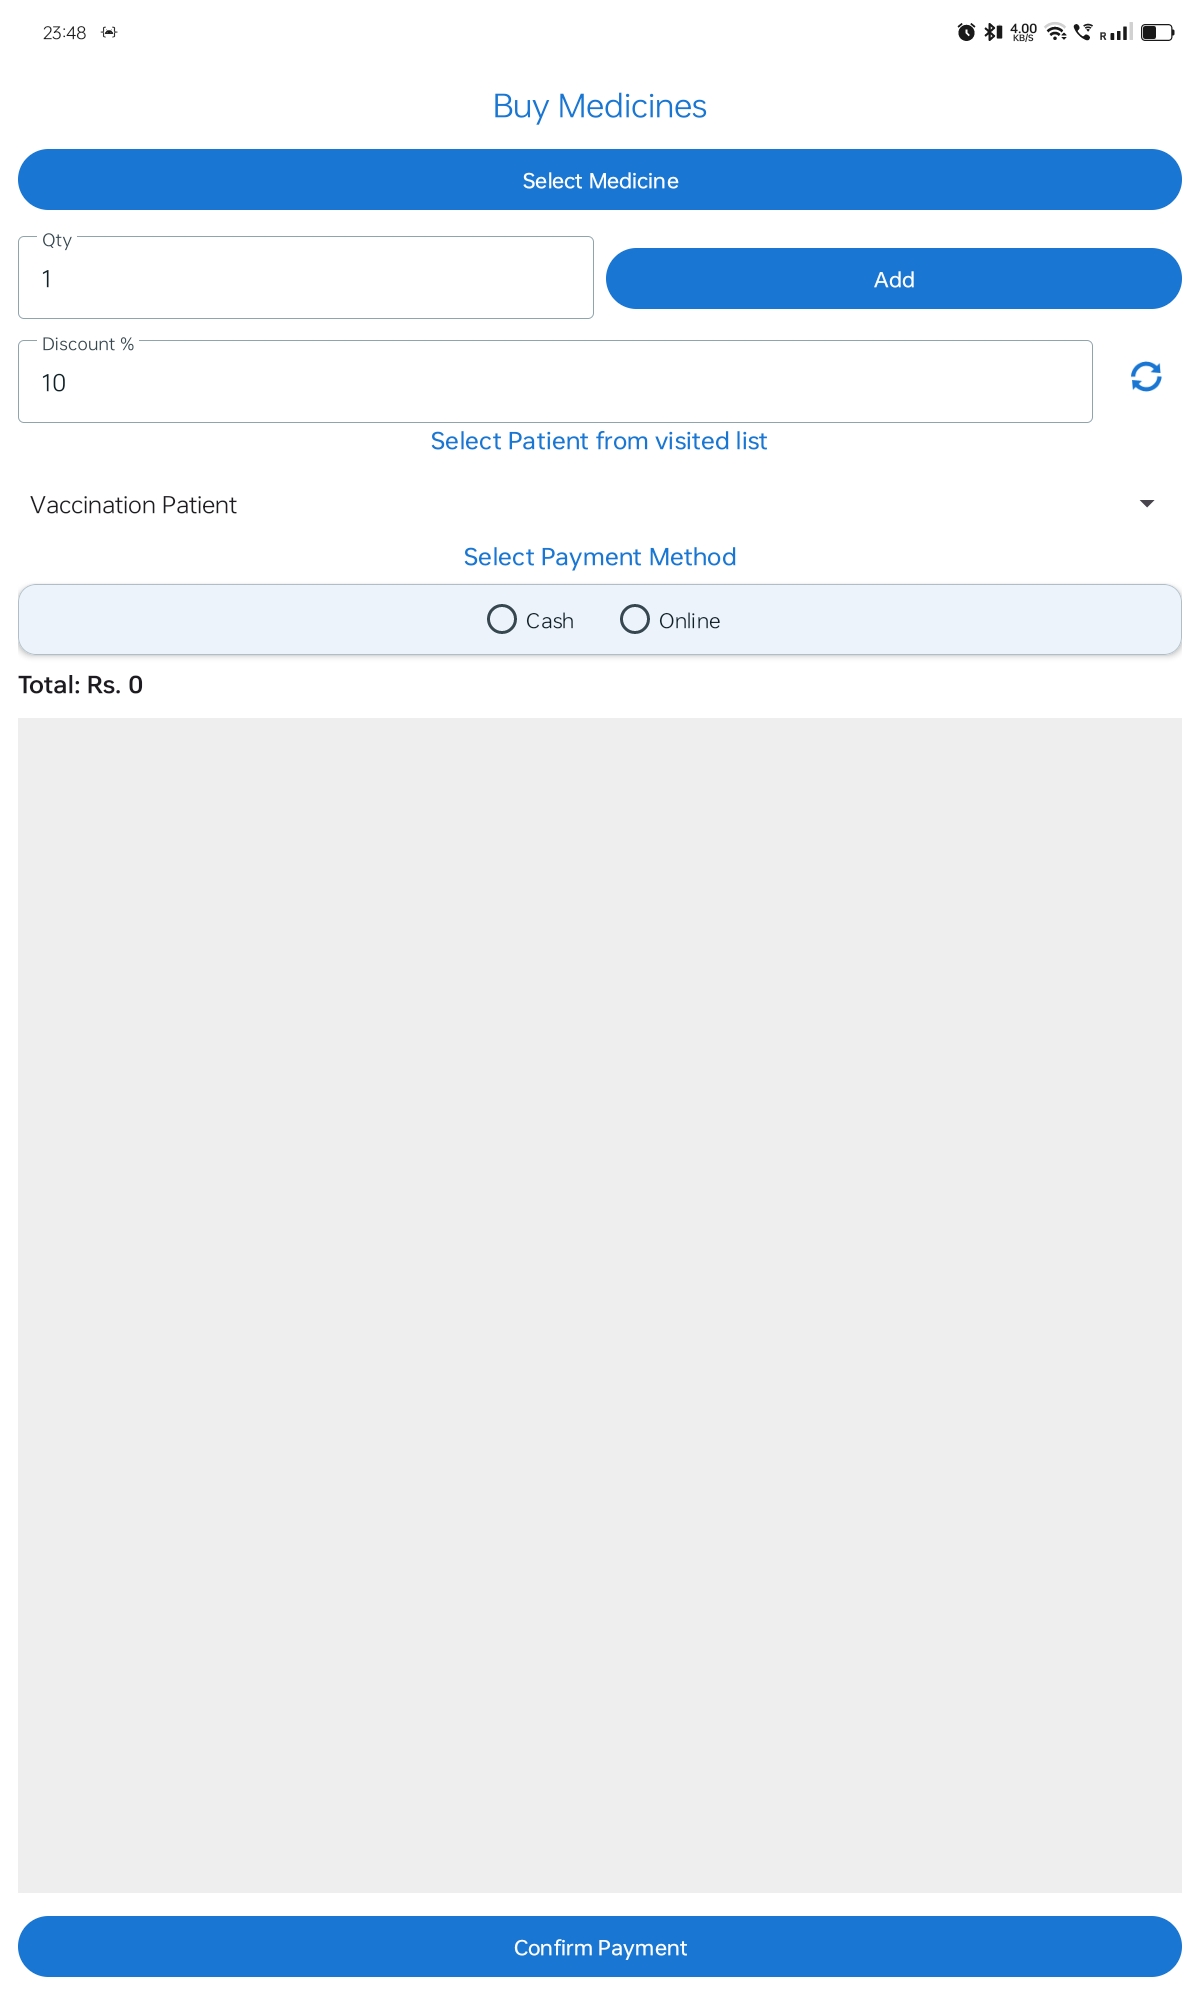 23:48
4.00 KB/S R
Buy Medicines
Select Medicine
Qty
1
Add
Discount %
10
Select Patient from visited list
Vaccination Patient
Select Payment Method
Cash Online
Total: Rs. 0
Confirm Payment